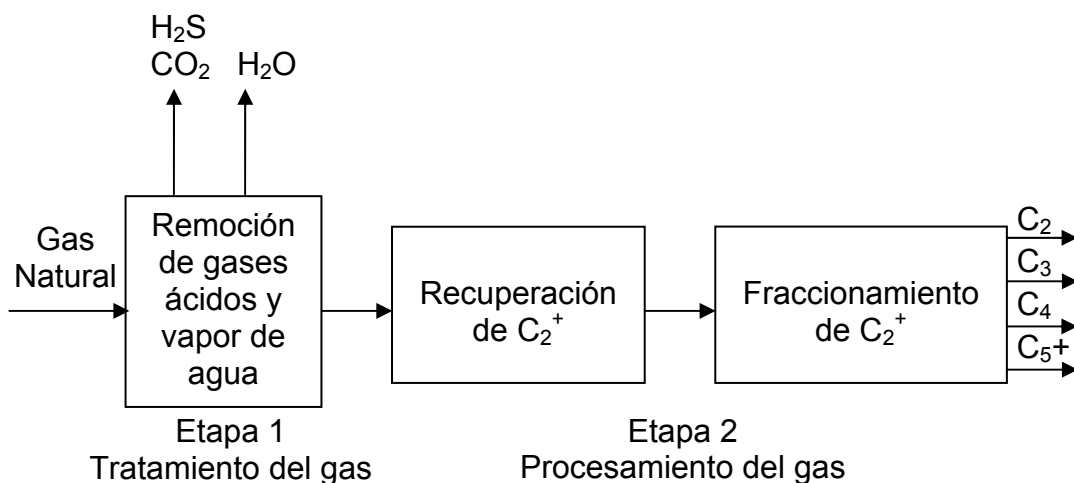 H₂S
CO₂ H₂O
Gas
Natural
Remoción
de gases
ácidos y
vapor de
agua
Recuperación
de C₂⁺
Fraccionamiento
de C₂⁺
C₂
C₃
C₄
C₅+
Etapa 1
Tratamiento del gas
Etapa 2
Procesamiento del gas